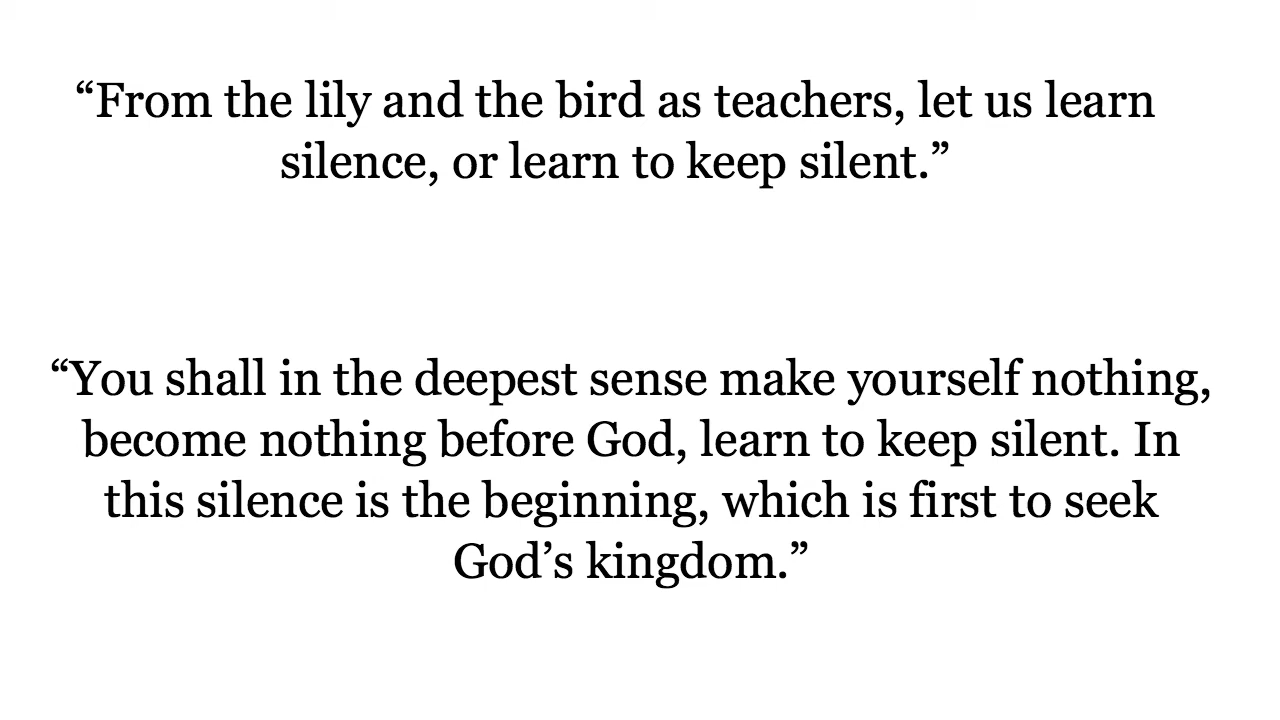 “From the lily and the bird as teachers, let us learn
silence, or learn to keep silent.”
“You shall in the deepest sense make yourself nothing,
become nothing before God, learn to keep silent. In
this silence is the beginning, which is first to seek
God’s kingdom.”